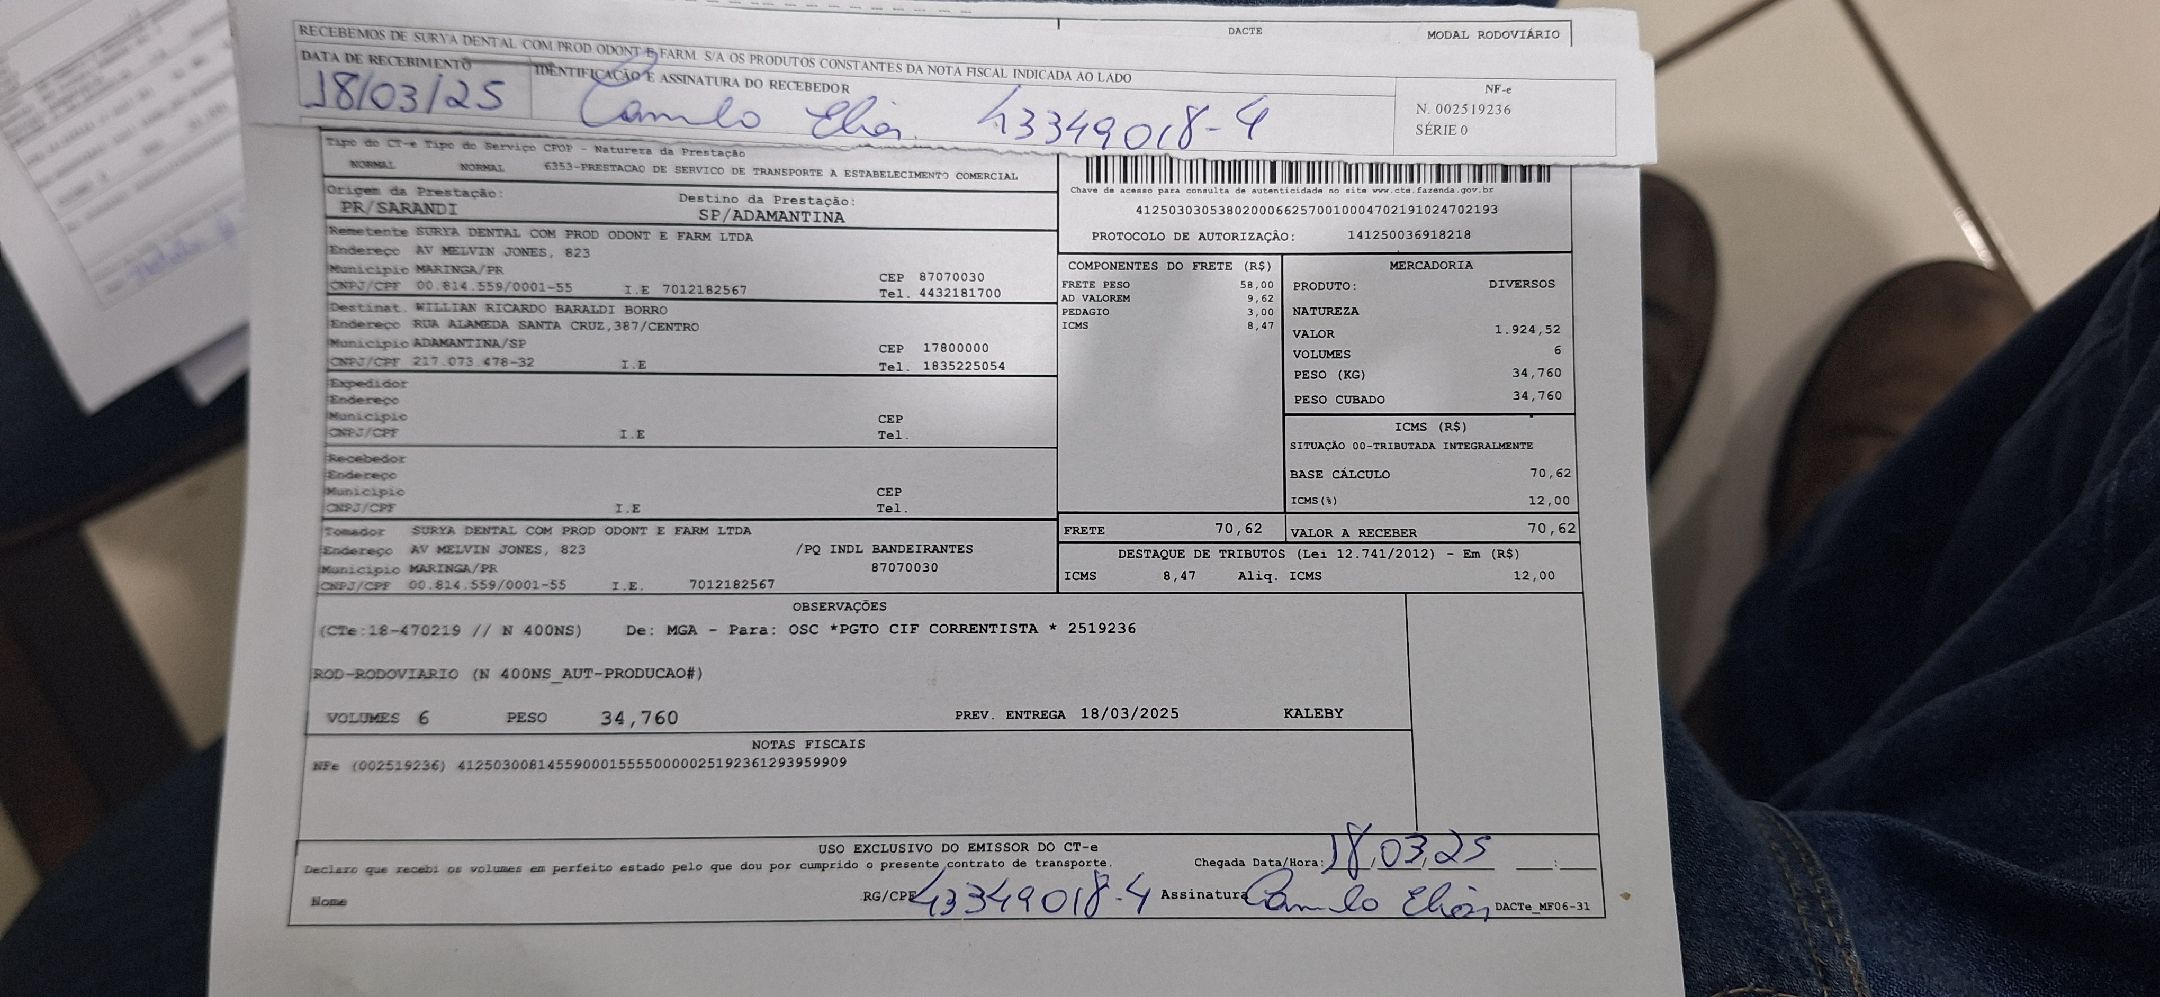 DACTE
MODAL RODOVIÁRIO
RECEBEMOS DE SURYA DENTAL COM PROD ODONT E FARM. S/A OS PRODUTOS CONSTANTES DA NOTA FISCAL INDICADA AO LADO
DATA DE RECEBIMENTO
IDENTIFICAÇÃO E ASSINATURA DO RECEBEDOR
18/03/25
Camilo Elias 43349018-4
NF-e
N. 002519236
SÉRIE 0
Tipo do CT-e Tipo do Serviço CFOP - Natureza da Prestação
NORMAL NORMAL 6353-PRESTACAO DE SERVICO DE TRANSPORTE A ESTABELECIMENTO COMERCIAL
Origem da Prestação: Destino da Prestação:
PR/SARANDI SP/ADAMANTINA
Chave de acesso para consulta de autenticidade no site www.cte.fazenda.gov.br
41250303053802000662570010004702191024702193
PROTOCOLO DE AUTORIZAÇÃO: 141250036918218
Remetente SURYA DENTAL COM PROD ODONT E FARM LTDA
Endereço AV MELVIN JONES, 823
Municipio MARINGA/PR CEP 87070030
CNPJ/CPF 00.814.559/0001-55 I.E 7012182567 Tel. 4432181700
Destinat. WILLIAN RICARDO BARALDI BORRO
Endereço RUA ALAMEDA SANTA CRUZ,387/CENTRO
Municipio ADAMANTINA/SP CEP 17800000
CNPJ/CPF 217.073.478-32 I.E Tel. 1835225054
Expedidor
Endereço
Municipio CEP
CNPJ/CPF I.E Tel.
Recebedor
Endereço
Municipio CEP
CNPJ/CPF I.E Tel.
Tomador SURYA DENTAL COM PROD ODONT E FARM LTDA
Endereço AV MELVIN JONES, 823 /PQ INDL BANDEIRANTES
Municipio MARINGA/PR 87070030
CNPJ/CPF 00.814.559/0001-55 I.E. 7012182567
COMPONENTES DO FRETE (R$)
FRETE PESO 58,00
AD VALOREM 9,62
PEDAGIO 3,00
ICMS 8,47
MERCADORIA
PRODUTO: DIVERSOS
NATUREZA
VALOR 1.924,52
VOLUMES 6
PESO (KG) 34,760
PESO CUBADO 34,760
ICMS (R$)
SITUAÇÃO 00-TRIBUTADA INTEGRALMENTE
BASE CÁLCULO 70,62
ICMS(%) 12,00
FRETE 70,62 VALOR A RECEBER 70,62
DESTAQUE DE TRIBUTOS (Lei 12.741/2012) - Em (R$)
ICMS 8,47 Aliq. ICMS 12,00
OBSERVAÇÕES
(CTe:18-470219 // N 400NS) De: MGA - Para: OSC *PGTO CIF CORRENTISTA * 2519236
ROD-RODOVIARIO (N 400NS_AUT-PRODUCAO#)
VOLUMES 6 PESO 34,760 PREV. ENTREGA 18/03/2025 KALEBY
NOTAS FISCAIS
NFe (002519236) 41250300814559000155550000025192361293959909
USO EXCLUSIVO DO EMISSOR DO CT-e
Declaro que recebi os volumes em perfeito estado pelo que dou por cumprido o presente contrato de transporte. Chegada Data/Hora: 18/03/25 __:__
Nome RG/CPF 43349018-4 Assinatura Camilo Elias DACTe_MF06-31